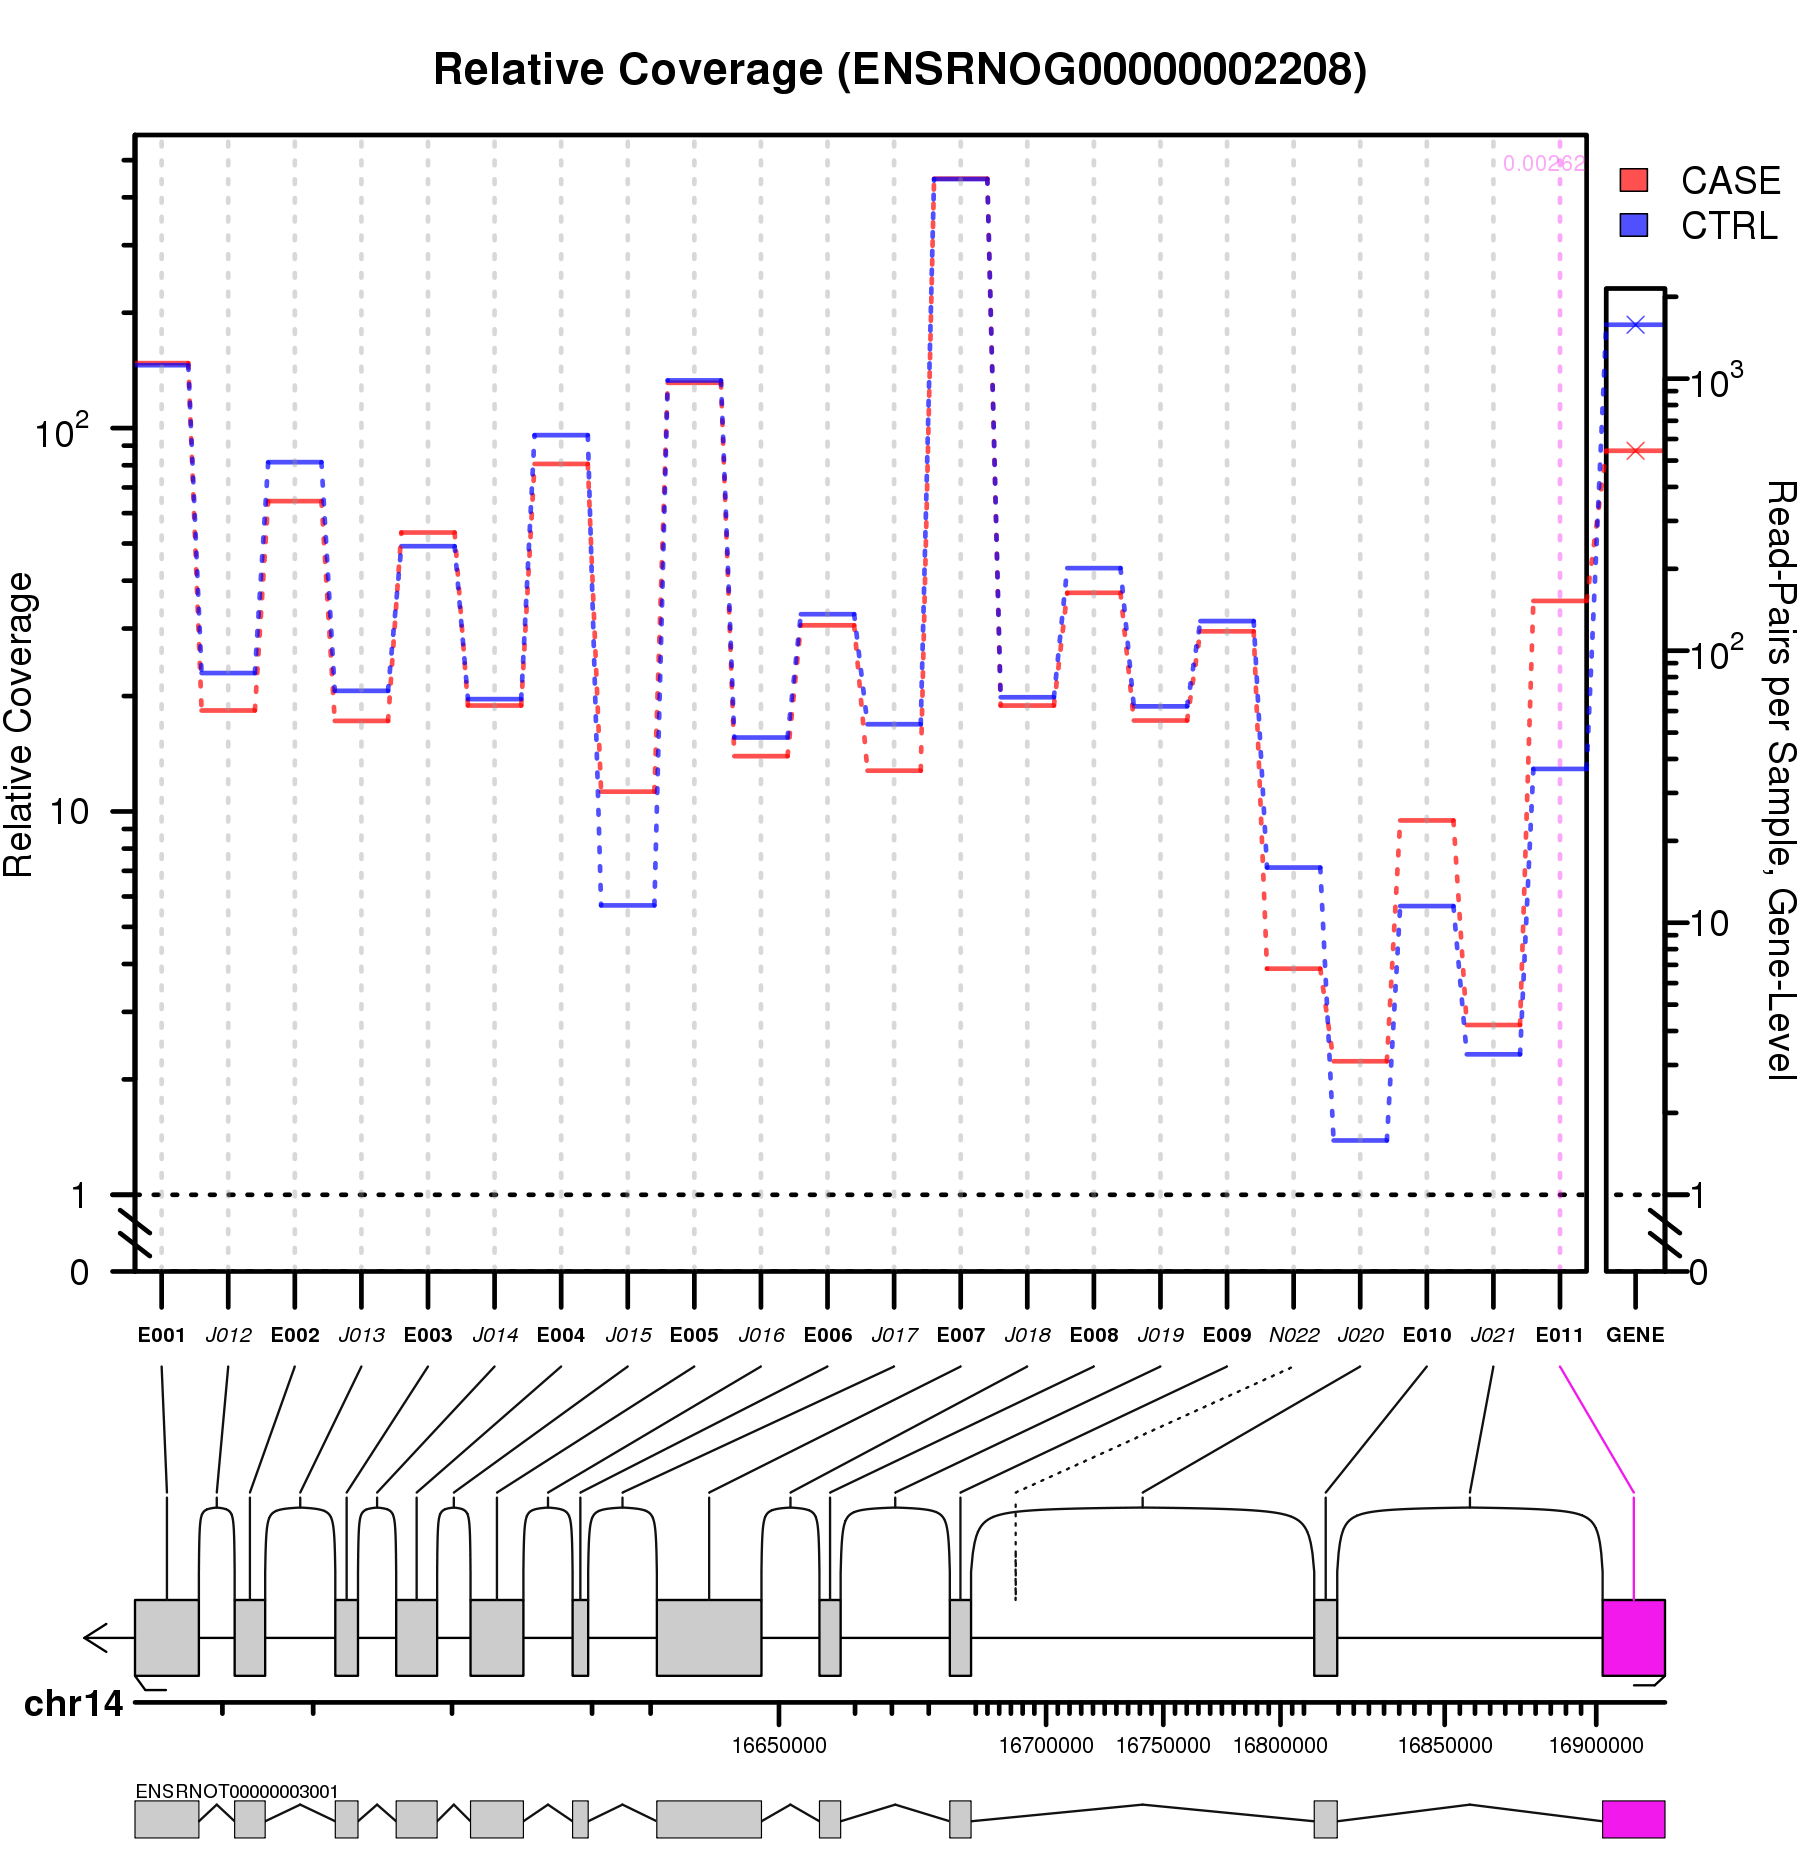 Relative Coverage (ENSRNOG00000002208)
0.00262
CASE
CTRL
Relative Coverage
10²
10
1
0
10³
10²
10
1
0
Read-Pairs per Sample, Gene-Level
E001 J012 E002 J013 E003 J014 E004 J015 E005 J016 E006 J017 E007 J018 E008 J019 E009 N022 J020 E010 J021 E011 GENE
chr14
16650000 16700000 16750000 16800000 16850000 16900000
ENSRNOT00000003001